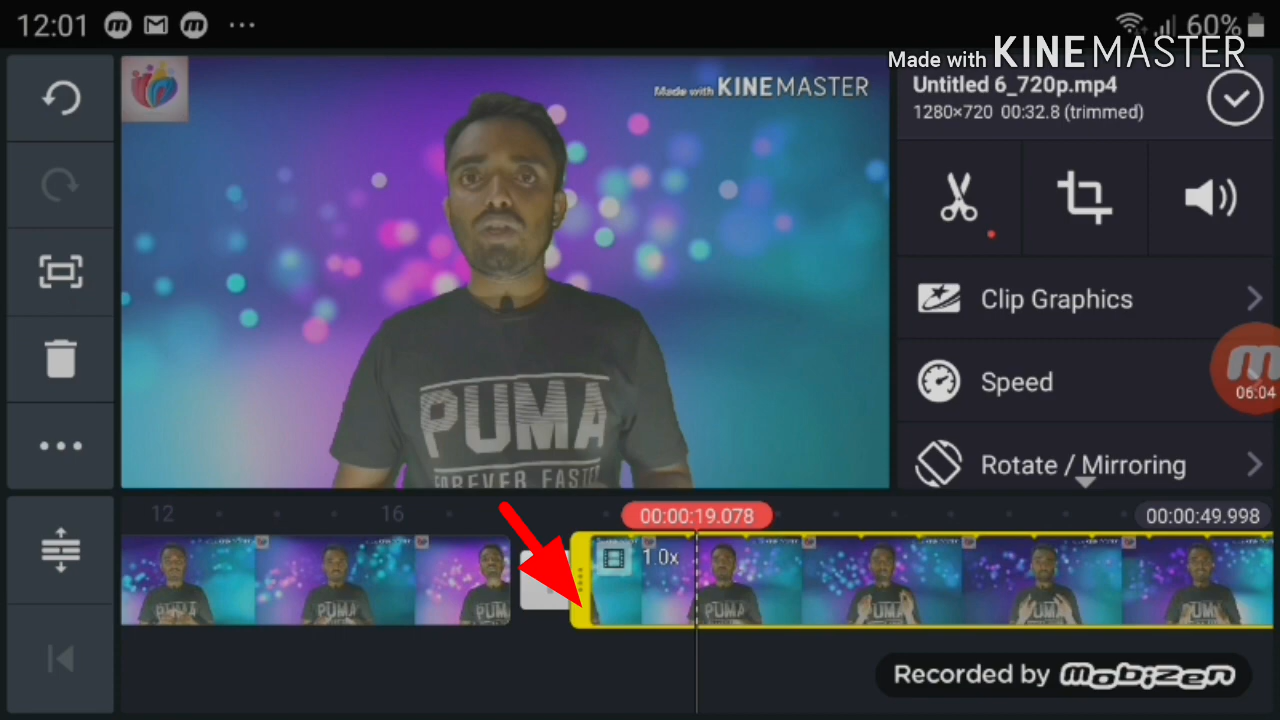 12:01
60%
Made with KINEMASTER
Made with KINEMASTER
Untitled 6_720p.mp4
1280×720 00:32.8 (trimmed)
Clip Graphics
Speed
06:04
Rotate / Mirroring
PUMA
FOREVER FASTER
12
16
00:00:19.078
00:00:49.998
1.0x
Recorded by mobizen